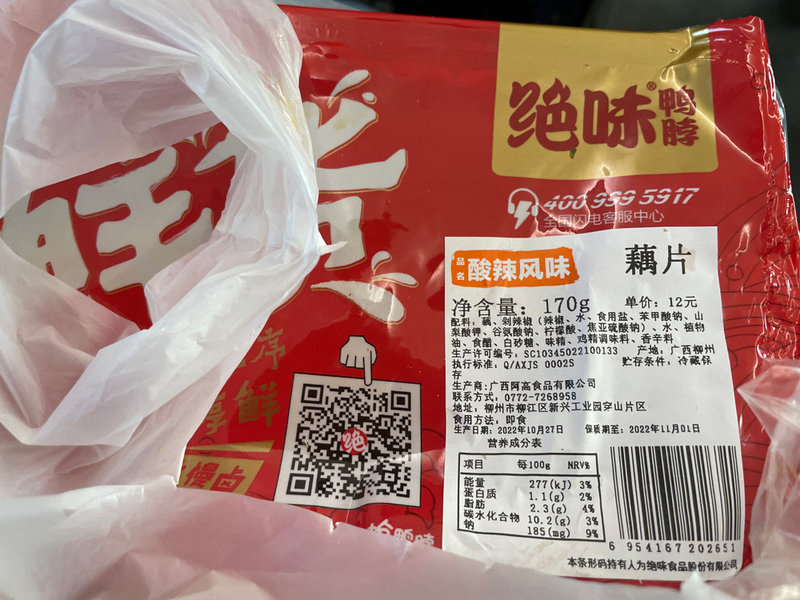 绝味®鸭脖
400 999 5917
全国闪电客服中心
品名 酸辣风味 藕片
净含量: 170g 单价: 12元
配料: 藕、剁辣椒（辣椒、水、食用盐、苯甲酸钠、山
梨酸钾、谷氨酸钠、柠檬酸、焦亚硫酸钠）、水、植物
油、食醋、白砂糖、味精、鸡精调味料、香辛料
生产许可编号: SC10345022100133 产地: 广西柳州
执行标准: Q/AXJS 0002S 贮存条件: 冷藏保
存
生产商:广西阿高食品有限公司
联系方式: 0772-7268958
地址: 柳州市柳江区新兴工业园穿山片区
食用方法: 即食
生产日期: 2022年10月27日 保质期至: 2022年11月01日
营养成分表
项目 每100g NRV%
能量 277(kJ) 3%
蛋白质 1.1(g) 2%
脂肪 2.3(g) 4%
碳水化合物 10.2(g) 3%
钠 185(mg) 9%
6 954167 202651
本条形码持有人为绝味食品股份有限公司
序
享鲜
慢卤
绝
鸭脖